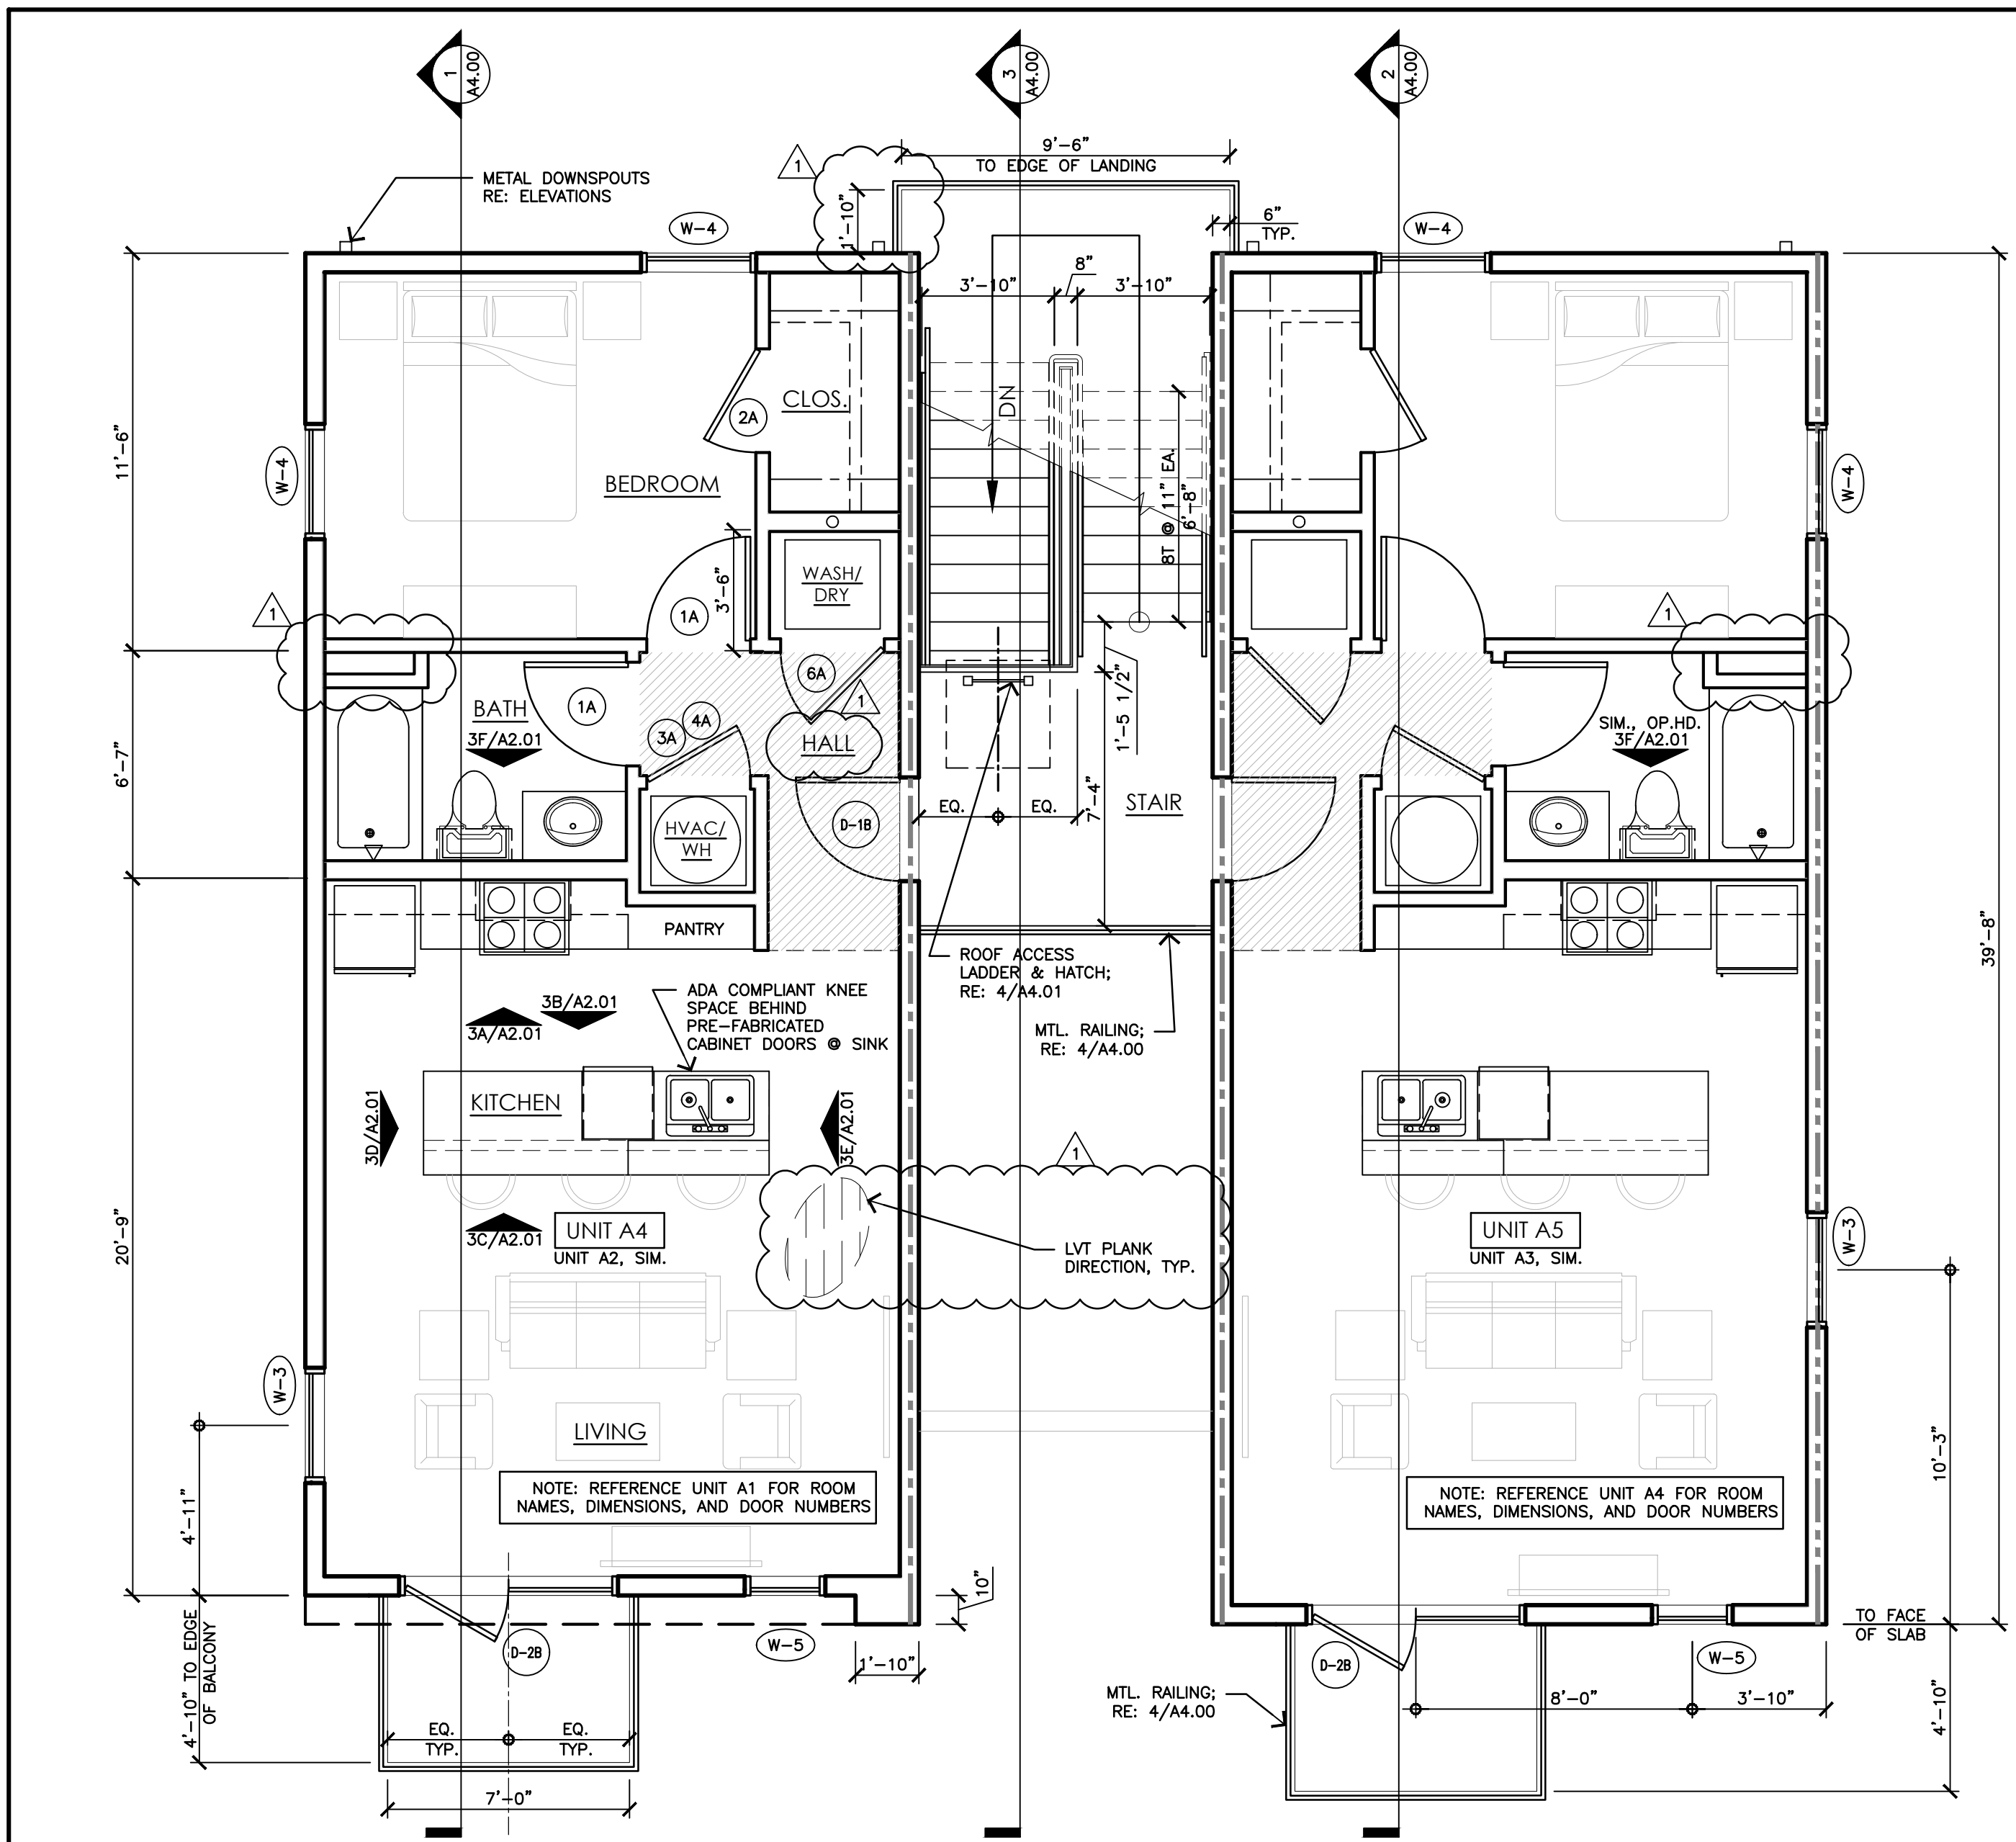 1
A4.00
3
A4.00
2
A4.00
METAL DOWNSPOUTS
RE: ELEVATIONS
1
9'-6"
TO EDGE OF LANDING
1'-10"
6"
TYP.
W-4
W-4
3'-10"
8"
3'-10"
11'-6"
W-4
CLOS.
2A
BEDROOM
DN
8T @ 11" EA.
6'-8"
W-4
WASH/
DRY
3'-6"
1A
1
1
6A
1
BATH
1A
3F/A2.01
4A
3A
HALL
1'-5 1/2"
SIM., OP.HD.
3F/A2.01
6'-7"
D-1B
EQ.
EQ.
7'-4"
STAIR
HVAC/
WH
PANTRY
39'-8"
ROOF ACCESS
LADDER & HATCH;
RE: 4/A4.01
MTL. RAILING;
RE: 4/A4.00
ADA COMPLIANT KNEE
SPACE BEHIND
PRE-FABRICATED
CABINET DOORS @ SINK
3B/A2.01
3A/A2.01
KITCHEN
3D/A2.01
3E/A2.01
1
20'-9"
3C/A2.01
UNIT A4
UNIT A2, SIM.
LVT PLANK
DIRECTION, TYP.
UNIT A5
UNIT A3, SIM.
W-3
W-3
LIVING
NOTE: REFERENCE UNIT A1 FOR ROOM
NAMES, DIMENSIONS, AND DOOR NUMBERS
NOTE: REFERENCE UNIT A4 FOR ROOM
NAMES, DIMENSIONS, AND DOOR NUMBERS
4'-11"
10'-3"
10"
4'-10" TO EDGE
OF BALCONY
D-2B
W-5
1'-10"
D-2B
W-5
TO FACE
OF SLAB
MTL. RAILING;
RE: 4/A4.00
8'-0"
3'-10"
4'-10"
EQ.
TYP.
EQ.
TYP.
7'-0"